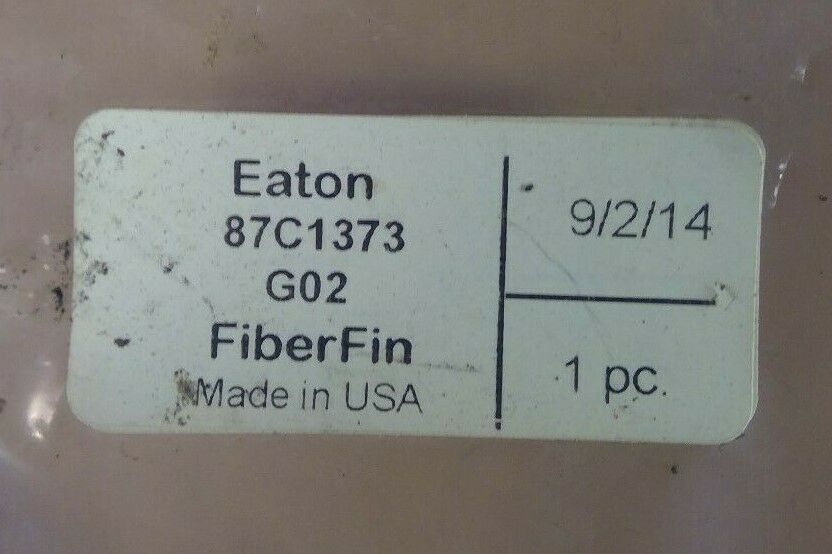 Eaton
87C1373
G02
FiberFin
Made in USA
9/2/14
1 pc.